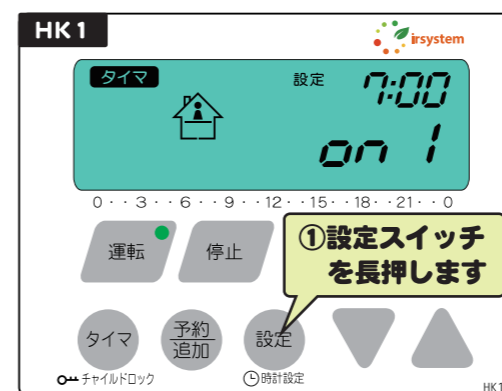 HK1
irsystem
タイマ 設定 7:00
on 1
0・・3・・6・・9・・12・・15・・18・・21・・0
運転 停止
①設定スイッチ
を長押します
タイマ 予約
追加 設定
チャイルドロック 時計設定
HK1